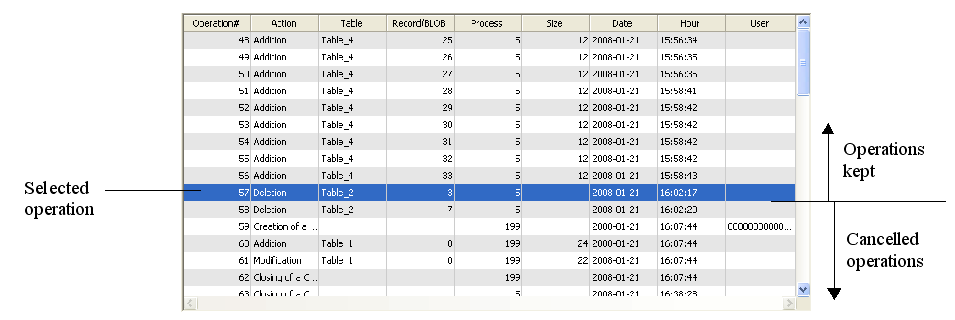 Operation# Action Table Record/BLOB Process Size Date Hour User
48 Addition Table_4 25 5 12 2008-01-21 15:56:34
49 Addition Table_4 26 5 12 2008-01-21 15:56:35
50 Addition Table_4 27 5 12 2008-01-21 15:56:35
51 Addition Table_4 28 5 12 2008-01-21 15:58:41
52 Addition Table_4 29 5 12 2008-01-21 15:58:42
53 Addition Table_4 30 5 12 2008-01-21 15:58:42
54 Addition Table_4 31 5 12 2008-01-21 15:58:42
55 Addition Table_4 32 5 12 2008-01-21 15:58:42
56 Addition Table_4 33 5 12 2008-01-21 15:58:43
57 Deletion Table_2 3 5 2008-01-21 16:02:17
58 Deletion Table_2 7 5 2008-01-21 16:02:20
59 Creation of a ... 199 2008-01-21 16:07:44
60 Addition Table_1 0 199 24 2008-01-21 16:07:44
61 Modification Table_1 0 199 22 2008-01-21 16:07:44
62 Closing of a C... 199 2008-01-21 16:07:44
63 Closing of a C... 5 2008-01-21 16:38:28
Selected
operation
Operations
kept
Cancelled
operations